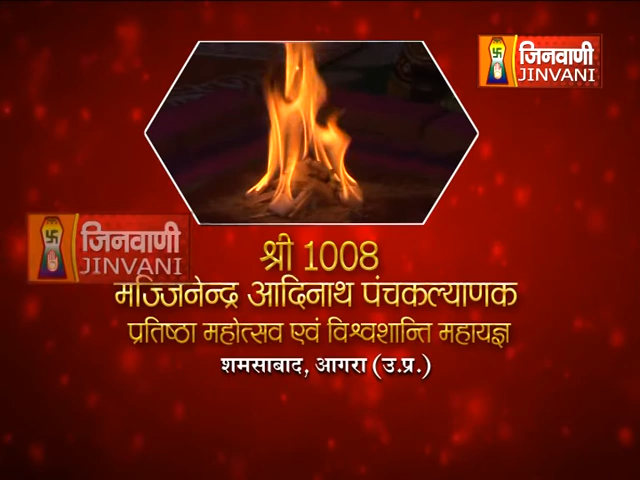 जिनवाणी
JINVANI
जिनवाणी
JINVANI
श्री 1008
मज्जिनेन्द्र आदिनाथ पंचकल्याणक
प्रतिष्ठा महोत्सव एवं विश्वशान्ति महायज्ञ
शमसाबाद, आगरा (उ.प्र.)